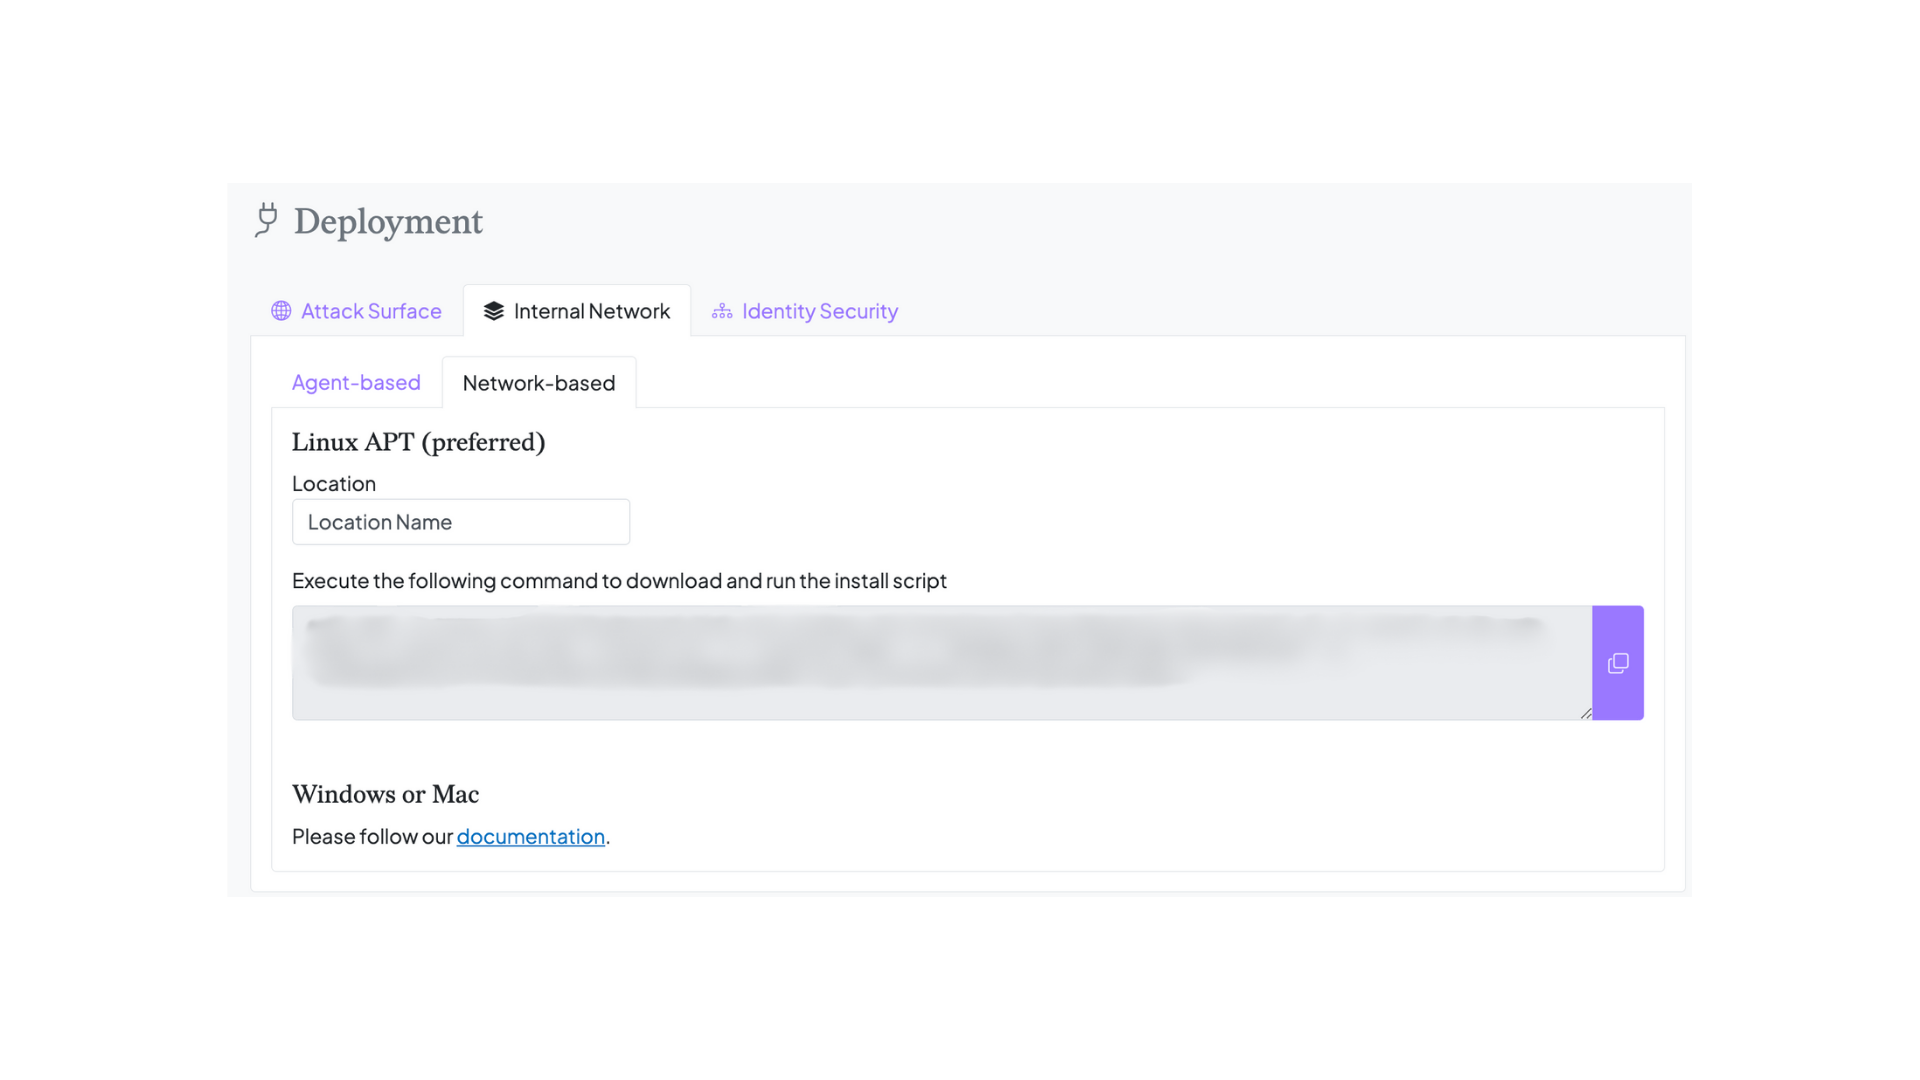 Deployment
Attack Surface
Internal Network
Identity Security
Agent-based
Network-based
Linux APT (preferred)
Location
Location Name
Execute the following command to download and run the install script
Windows or Mac
Please follow our documentation.